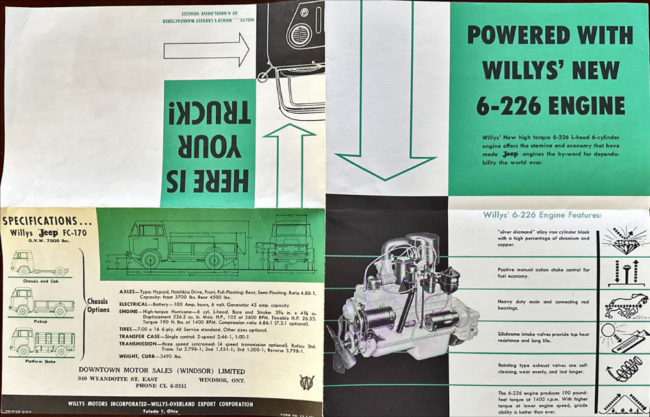 WILLYS... WORLD'S LARGEST MANUFACTURERS
OF 4-WHEEL-DRIVE VEHICLES
HERE IS
YOUR
TRUCK!
POWERED WITH
WILLYS' NEW
6-226 ENGINE
Willys' New high torque 6-226 L-head 6-cylinder
engine offers the stamina and economy that have
made Jeep engines the by-word for dependa-
bility the world over.
SPECIFICATIONS...
Willys Jeep FC-170
G.V.W. 7000 lbs.
Chassis and Cab
Pickup
Platform Stake
Chassis
Options
AXLES—Type: Hypoid, Hotchkiss Drive, Front, Full-Floating; Rear, Semi-Floating. Ratio 4.88-1.
Capacity: front 3700 lbs. Rear 4500 lbs.
ELECTRICAL—Battery—100 Amp. hours, 6 volt. Generator 45 amp. capacity
ENGINE—High-torque Hurricane—6 cyl. L-head. Bore and Stroke:
Displacement 226.2 cu. in. Max. H.P. 105 at 3600 RPM. Taxable H.P. 26.33.
Torque 190 ft. lbs. at 1400 RPM. Compression ratio 6.86-1 (7.3-1 optional).
TIRES—7.00 x 16 6-ply. All Service standard. Other sizes optional.
TRANSFER CASE—Single control: 2-speed 2.46-1, 1.00-1
TRANSMISSION—Three speed syncromesh (4 speed transmission optional). Ratios: Std.
Trans. 1st 2.798-1; 2nd 1.551-1; 3rd 1.000-1; Reverse 3.798-1.
WEIGHT, CURB—3490 lbs.
DOWNTOWN MOTOR SALES (WINDSOR) LIMITED
849 WYANDOTTE ST. EAST WINDSOR, ONT.
PHONE CL 6-8241
WILLYS MOTORS INCORPORATED—WILLYS-OVERLAND EXPORT CORPORATION
Toledo 1, Ohio
Willys' 6-226 Engine Features:
"silver diamond" alloy iron cylinder block
with a high percentage of chromium and
copper.
Positive manual action choke control for
fuel economy.
Heavy duty main and connecting rod
bearings.
Silichrome intake valves provide top heat
resistance and long life.
Rotating type exhaust valves are self-
cleaning, wear evenly, and last longer.
The 6-226 engine produces 190 pound-
feet torque at 1400 r.p.m. With higher
torque at lower engine speed, grade
ability is better than ever.